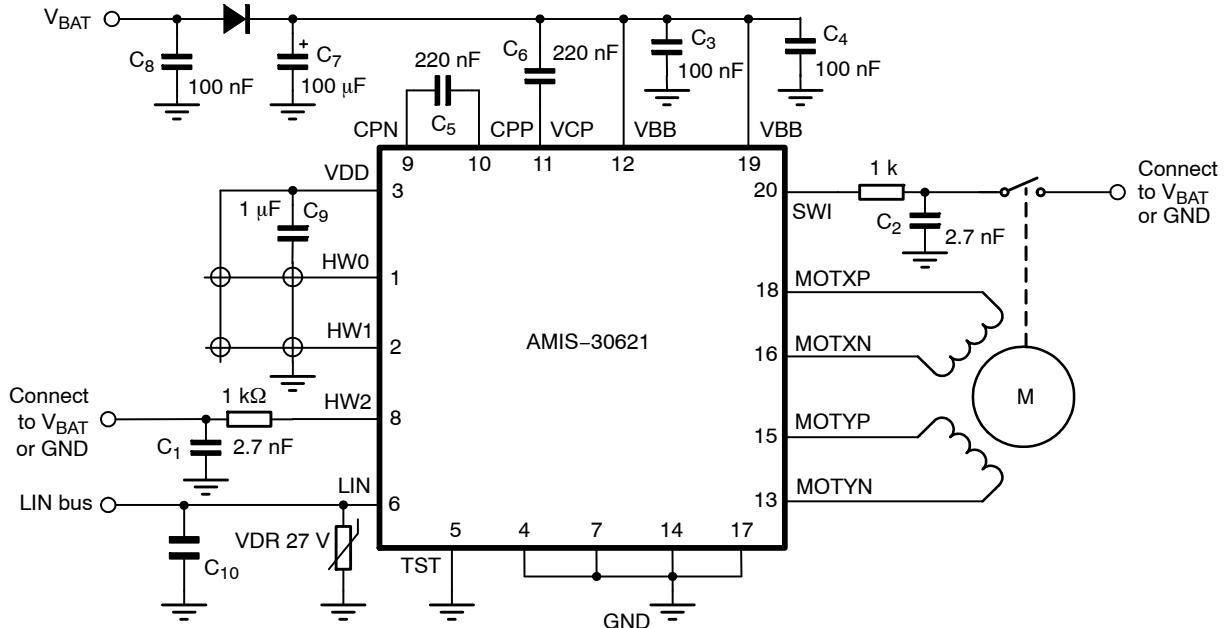 V_BAT
C8
100 nF
+
C7
100 μF
220 nF
C5
C6
220 nF
C3
100 nF
C4
100 nF
CPN
CPP
VCP
VBB
VBB
9
10
11
12
19
VDD
3
1 μF
C9
HW0
1
HW1
2
AMIS−30621
20
SWI
1 k
C2
2.7 nF
Connect
to V_BAT
or GND
MOTXP
18
MOTXN
16
M
MOTYP
15
MOTYN
13
Connect
to V_BAT
or GND
1 kΩ
HW2
8
C1
2.7 nF
LIN bus
LIN
6
C10
VDR 27 V
TST
5
4
7
14
17
GND